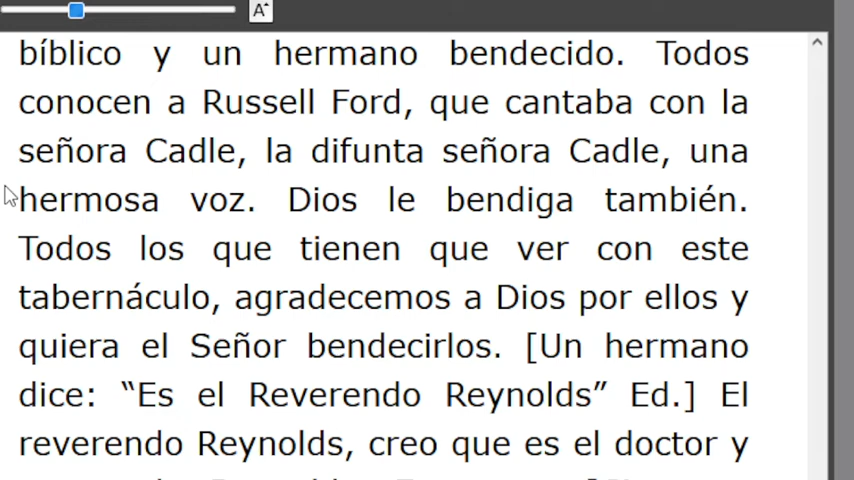 A
bíblico y un hermano bendecido. Todos
conocen a Russell Ford, que cantaba con la
señora Cadle, la difunta señora Cadle, una
hermosa voz. Dios le bendiga también.
Todos los que tienen que ver con este
tabernáculo, agradecemos a Dios por ellos y
quiera el Señor bendecirlos. [Un hermano
dice: “Es el Reverendo Reynolds” Ed.] El
reverendo Reynolds, creo que es el doctor y